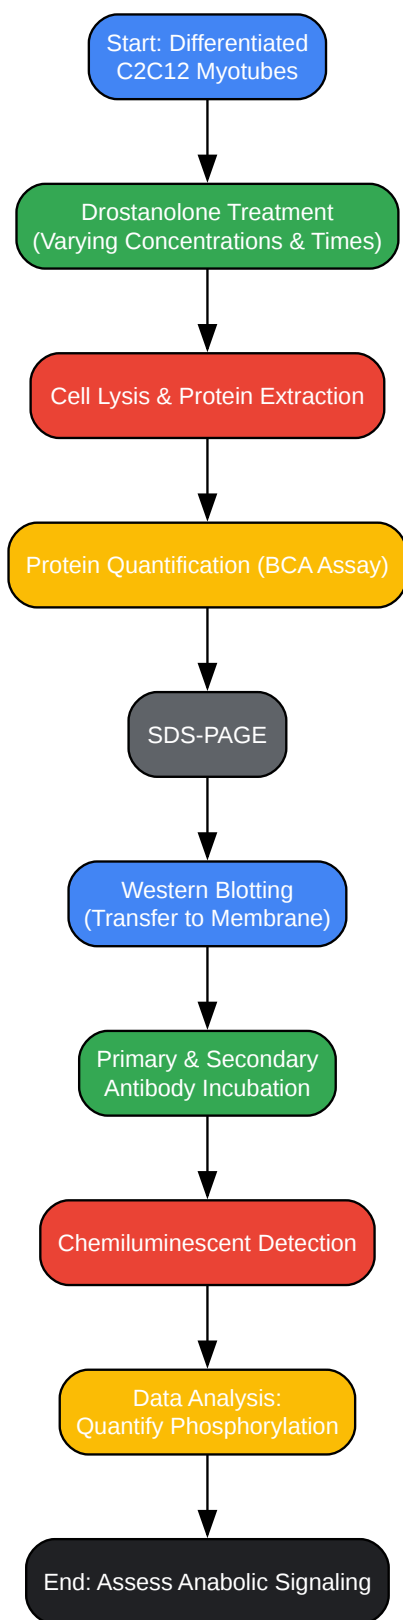 Start: Differentiated
C2C12 Myotubes
Drostanolone Treatment
(Varying Concentrations & Times)
Cell Lysis & Protein Extraction
Protein Quantification (BCA Assay)
SDS-PAGE
Western Blotting
(Transfer to Membrane)
Primary & Secondary
Antibody Incubation
Chemiluminescent Detection
Data Analysis:
Quantify Phosphorylation
End: Assess Anabolic Signaling